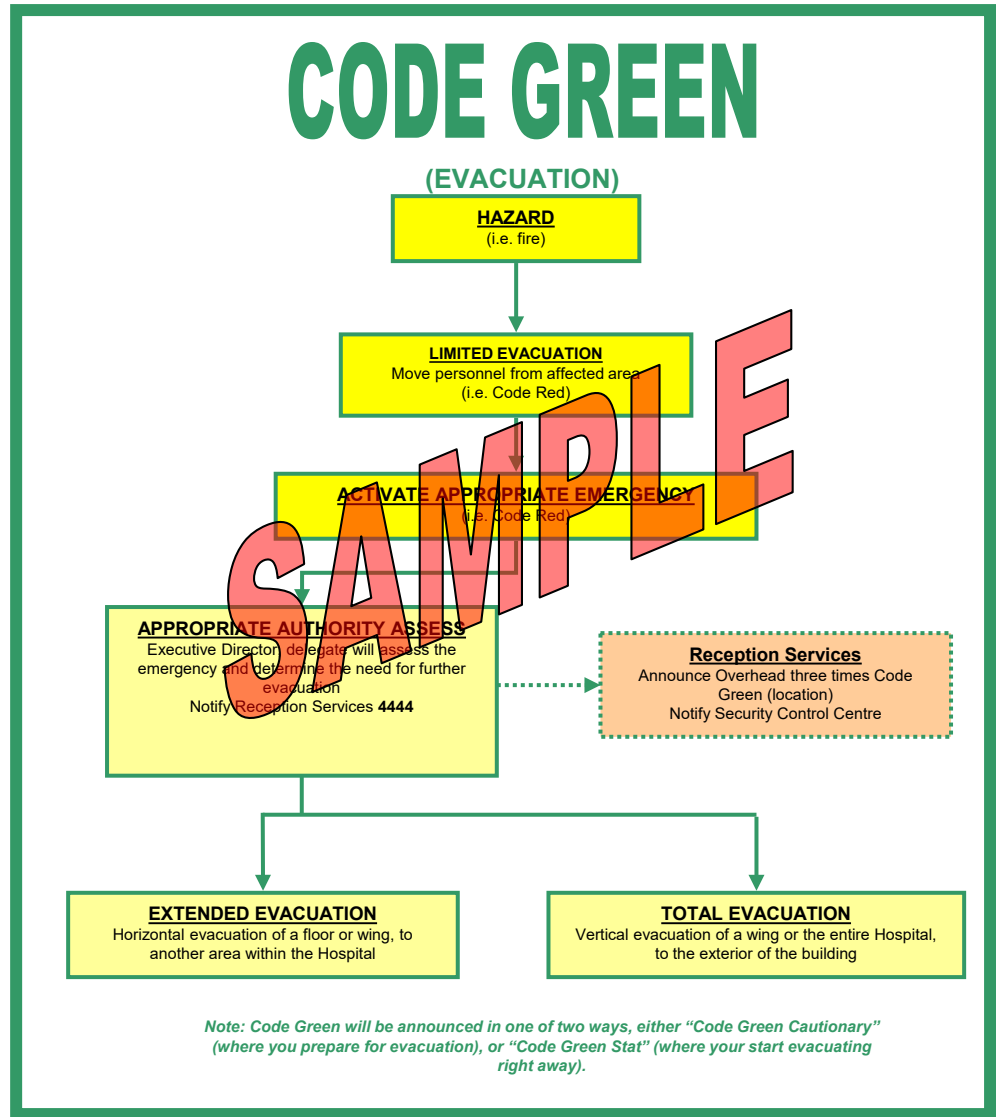 CODE GREEN
(EVACUATION)
HAZARD
(i.e. fire)
LIMITED EVACUATION
Move personnel from affected area
(i.e. Code Red)
ACTIVATE APPROPRIATE EMERGENCY
(i.e. Code Red)
SAMPLE
APPROPRIATE AUTHORITY ASSESS
Executive Director, delegate will assess the
emergency and determine the need for further
evacuation
Notify Reception Services 4444
Reception Services
Announce Overhead three times Code
Green (location)
Notify Security Control Centre
EXTENDED EVACUATION
Horizontal evacuation of a floor or wing, to
another area within the Hospital
TOTAL EVACUATION
Vertical evacuation of a wing or the entire Hospital,
to the exterior of the building
Note: Code Green will be announced in one of two ways, either “Code Green Cautionary”
(where you prepare for evacuation), or “Code Green Stat” (where your start evacuating
right away).